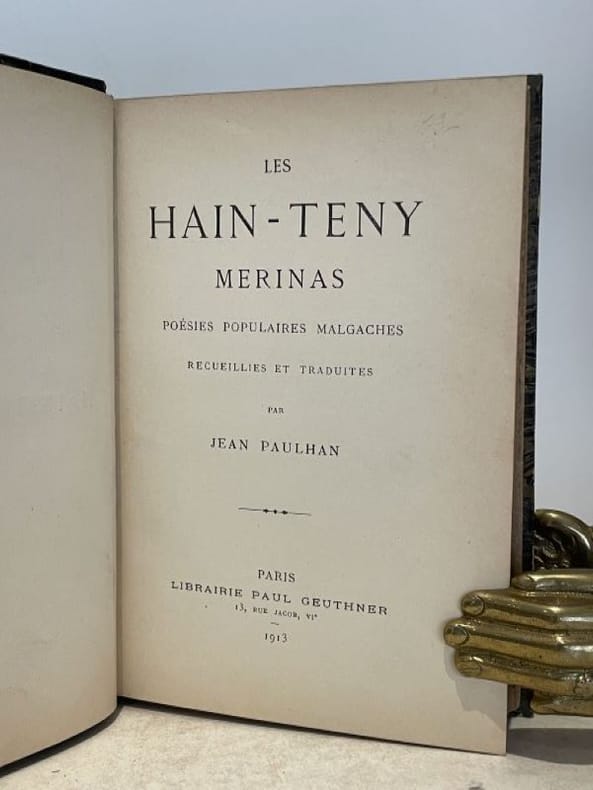 LES
HAIN-TENY
MERINAS
POÉSIES POPULAIRES MALGACHES
RECUEILLIES ET TRADUITES
PAR
JEAN PAULHAN
PARIS
LIBRAIRIE PAUL GEUTHNER
13, RUE JACOB, VIᵉ
1913